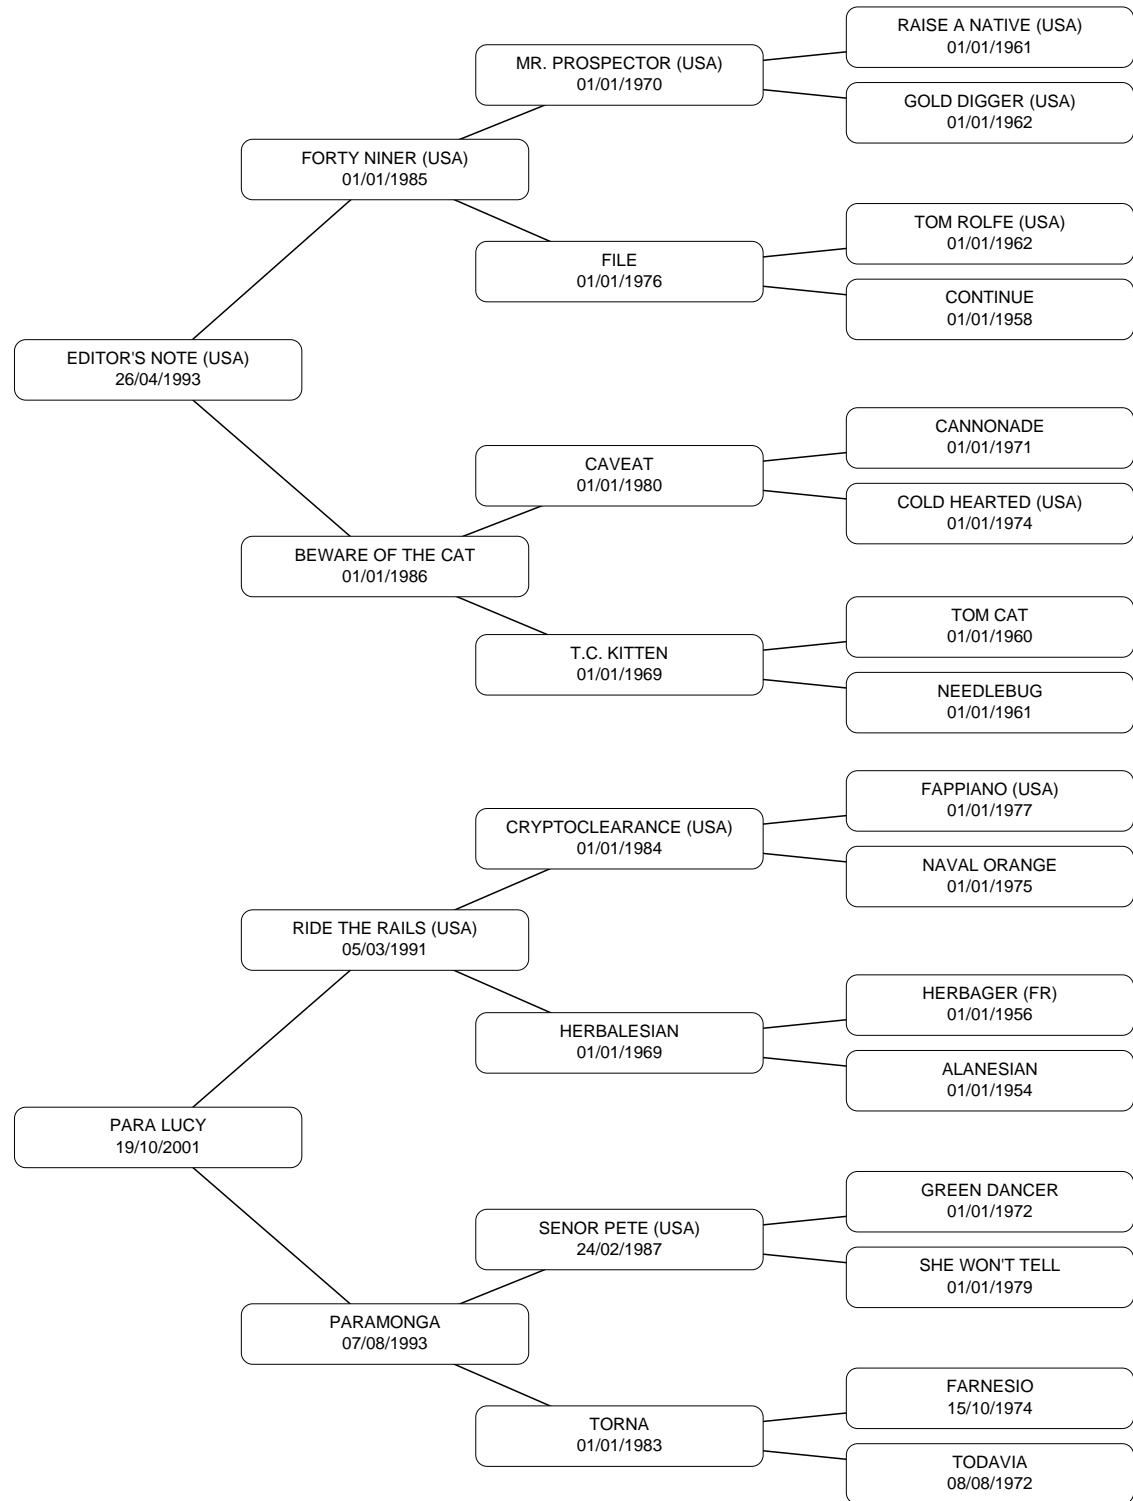 RAISE A NATIVE (USA)
01/01/1961
MR. PROSPECTOR (USA)
01/01/1970
GOLD DIGGER (USA)
01/01/1962
FORTY NINER (USA)
01/01/1985
TOM ROLFE (USA)
01/01/1962
FILE
01/01/1976
CONTINUE
01/01/1958
EDITOR'S NOTE (USA)
26/04/1993
CANNONADE
01/01/1971
CAVEAT
01/01/1980
COLD HEARTED (USA)
01/01/1974
BEWARE OF THE CAT
01/01/1986
TOM CAT
01/01/1960
T.C. KITTEN
01/01/1969
NEEDLEBUG
01/01/1961
FAPPIANO (USA)
01/01/1977
CRYPTOCLEARANCE (USA)
01/01/1984
NAVAL ORANGE
01/01/1975
RIDE THE RAILS (USA)
05/03/1991
HERBAGER (FR)
01/01/1956
HERBALESIAN
01/01/1969
ALANESIAN
01/01/1954
PARA LUCY
19/10/2001
GREEN DANCER
01/01/1972
SENOR PETE (USA)
24/02/1987
SHE WON'T TELL
01/01/1979
PARAMONGA
07/08/1993
FARNESIO
15/10/1974
TORNA
01/01/1983
TODAVIA
08/08/1972